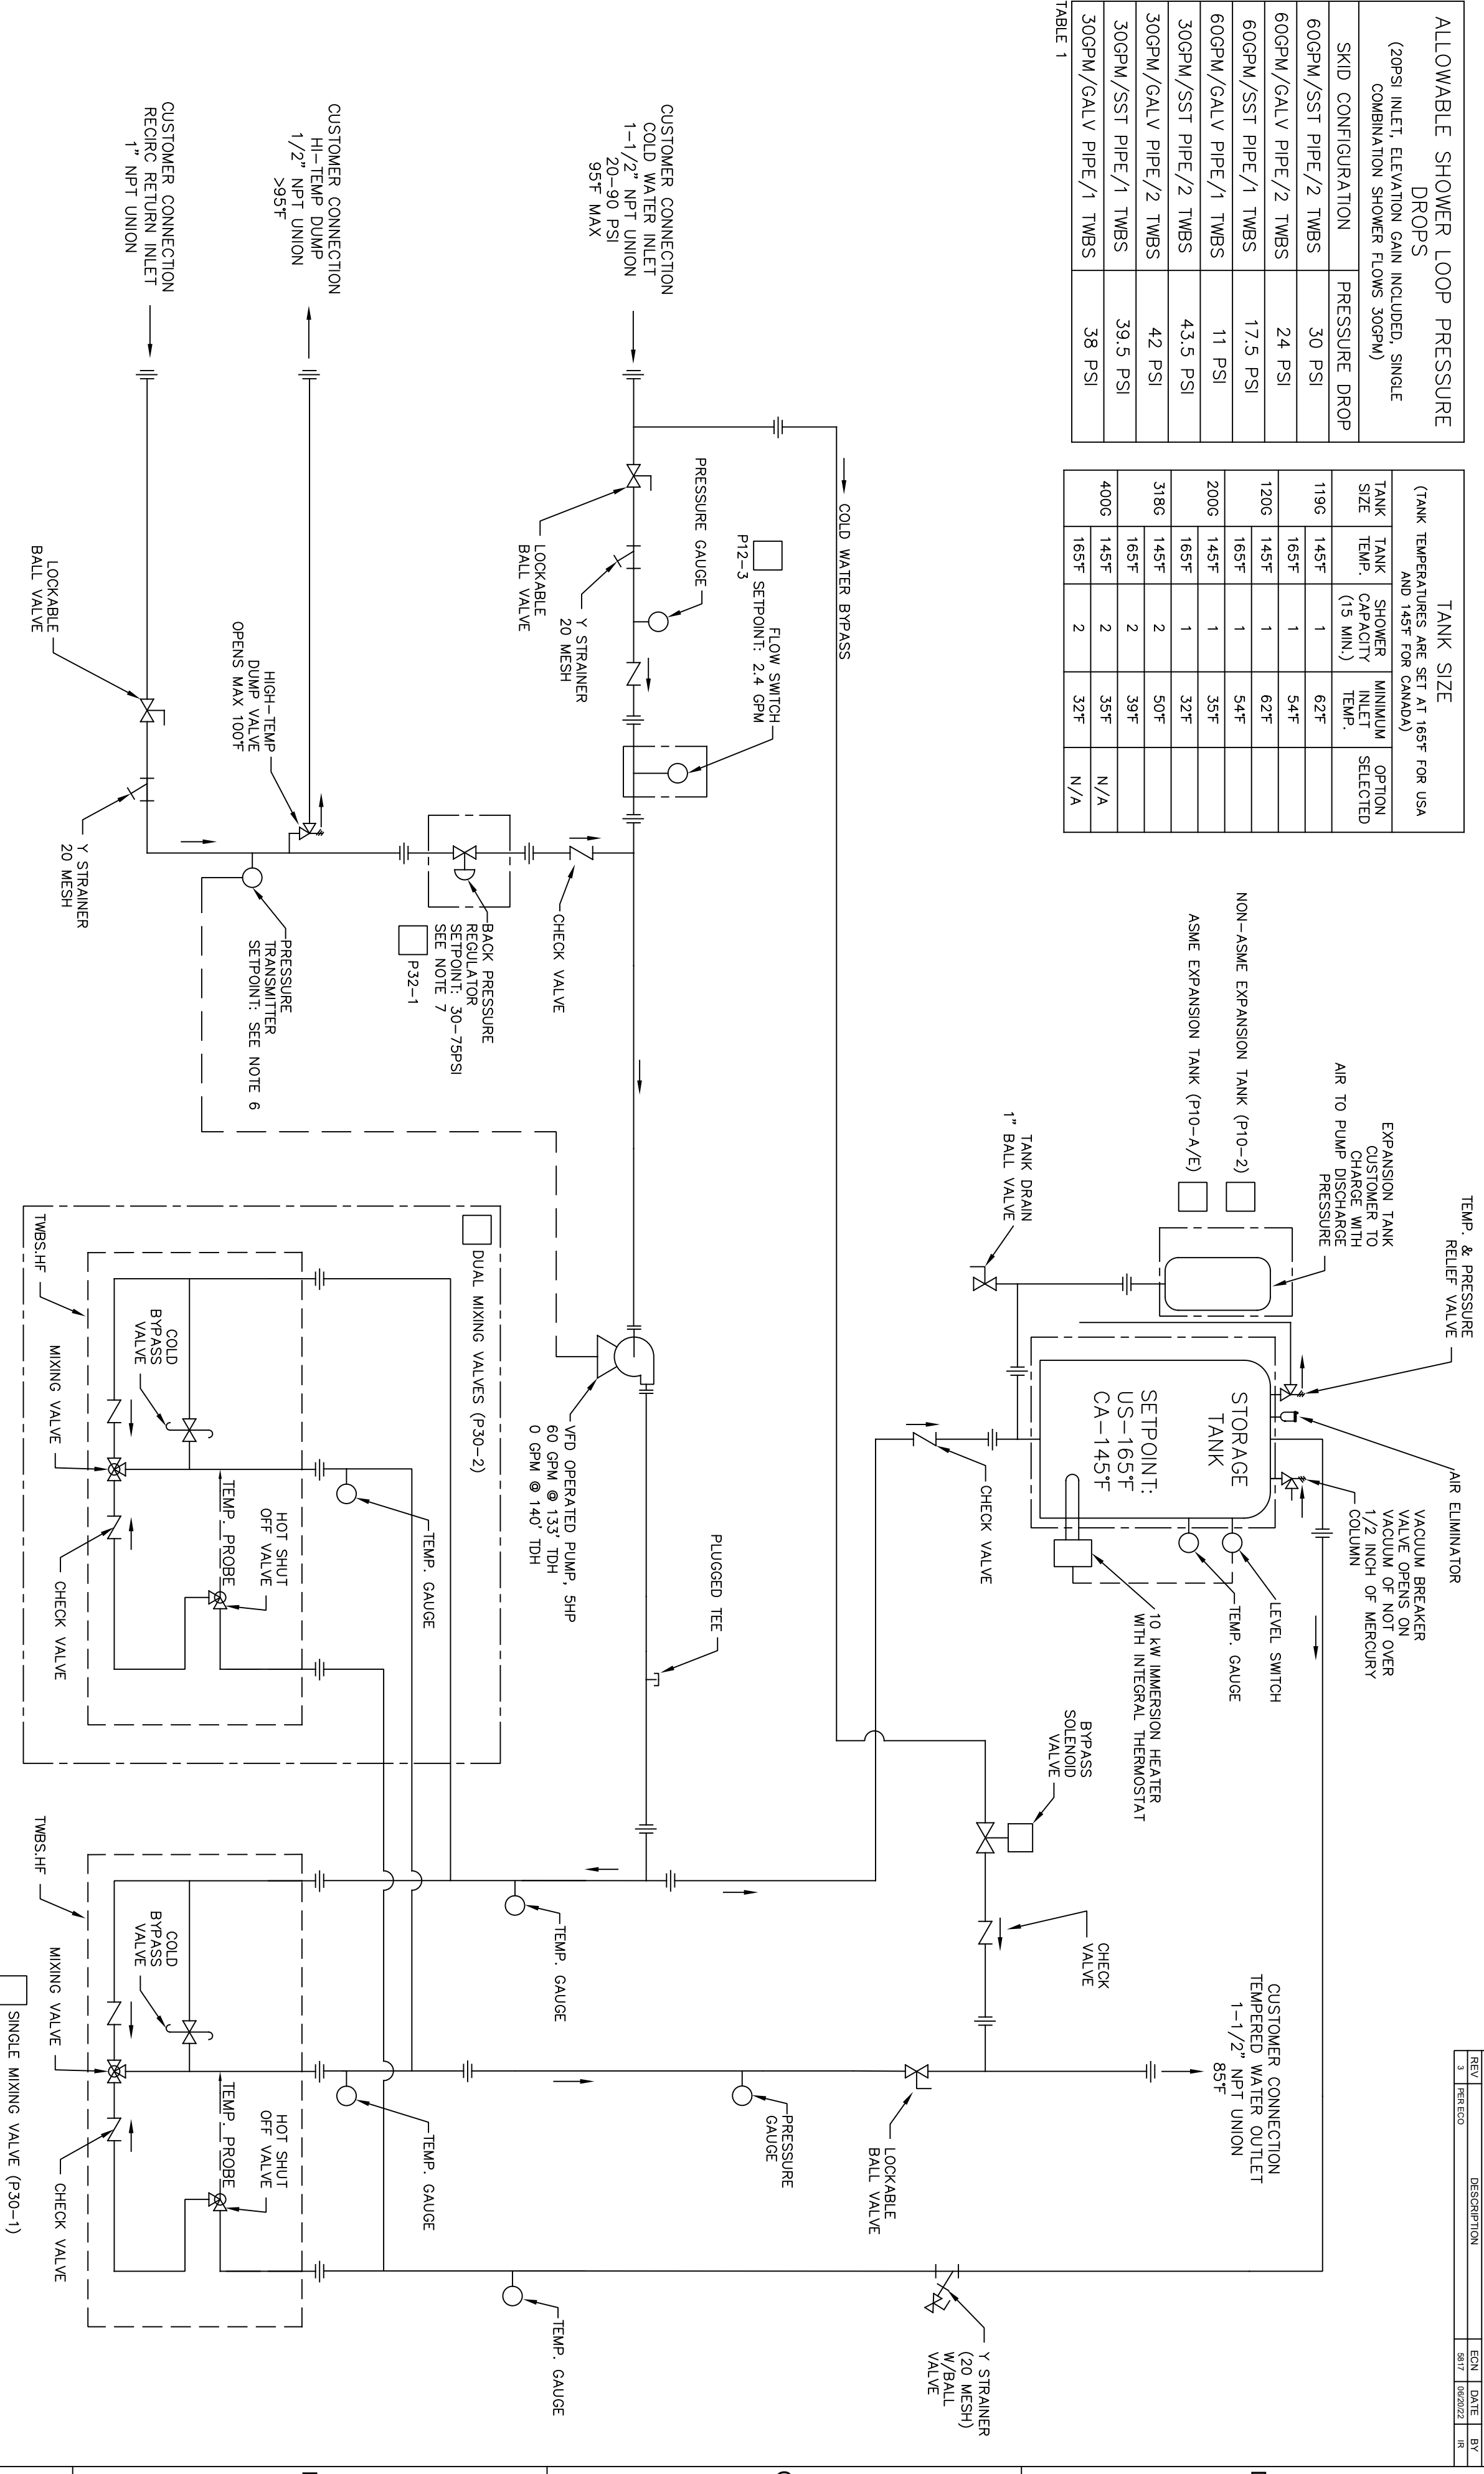 ALLOWABLE SHOWER LOOP PRESSURE
DROPS
(20PSI INLET, ELEVATION GAIN INCLUDED, SINGLE
COMBINATION SHOWER FLOWS 30GPM)
SKID CONFIGURATION PRESSURE DROP
60GPM/SST PIPE/2 TWBS 30 PSI
60GPM/GALV PIPE/2 TWBS 24 PSI
60GPM/SST PIPE/1 TWBS 17.5 PSI
60GPM/GALV PIPE/1 TWBS 11 PSI
30GPM/SST PIPE/2 TWBS 43.5 PSI
30GPM/GALV PIPE/2 TWBS 42 PSI
30GPM/SST PIPE/1 TWBS 39.5 PSI
30GPM/GALV PIPE/1 TWBS 38 PSI
TABLE 1
TANK SIZE
(TANK TEMPERATURES ARE SET AT 165°F FOR USA
AND 145°F FOR CANADA)
TANK SIZE TANK TEMP. SHOWER CAPACITY (15 MIN.) MINIMUM INLET TEMP. OPTION SELECTED
119G 145°F 1 62°F
165°F 1 54°F
120G 145°F 1 62°F
165°F 1 54°F
200G 145°F 1 35°F
165°F 1 32°F
318G 145°F 2 50°F
165°F 2 39°F
400G 145°F 2 35°F N/A
165°F 2 32°F N/A
REV DESCRIPTION ECN DATE BY
3 PER ECO 5817 06/20/22 IR
TEMP. & PRESSURE
RELIEF VALVE
AIR ELIMINATOR
VACUUM BREAKER
VALVE OPENS ON
VACUUM OF NOT OVER
1/2 INCH OF MERCURY
COLUMN
EXPANSION TANK
CUSTOMER TO
CHARGE WITH
AIR TO PUMP DISCHARGE
PRESSURE
NON-ASME EXPANSION TANK (P10-2)
ASME EXPANSION TANK (P10-A/E)
STORAGE
TANK
SETPOINT:
US-165°F
CA-145°F
LEVEL SWITCH
TEMP. GAUGE
10 kW IMMERSION HEATER
WITH INTEGRAL THERMOSTAT
TANK DRAIN
1" BALL VALVE
CHECK VALVE
BYPASS
SOLENOID
VALVE
CHECK
VALVE
CUSTOMER CONNECTION
TEMPERED WATER OUTLET
1-1/2" NPT UNION
85°F
COLD WATER BYPASS
CUSTOMER CONNECTION
COLD WATER INLET
1-1/2" NPT UNION
20-90 PSI
95°F MAX
PRESSURE GAUGE
P12-3
FLOW SWITCH
SETPOINT: 2.4 GPM
LOCKABLE
BALL VALVE
Y STRAINER
20 MESH
CHECK VALVE
BACK PRESSURE
REGULATOR
SETPOINT: 30-75PSI
SEE NOTE 7
P32-1
CUSTOMER CONNECTION
HI-TEMP DUMP
1/2" NPT UNION
>95°F
HIGH-TEMP
DUMP VALVE
OPENS MAX 100°F
PRESSURE
TRANSMITTER
SETPOINT: SEE NOTE 6
CUSTOMER CONNECTION
RECIRC RETURN INLET
1" NPT UNION
LOCKABLE
BALL VALVE
Y STRAINER
20 MESH
VFD OPERATED PUMP, 5HP
60 GPM @ 133' TDH
0 GPM @ 140' TDH
PLUGGED TEE
TEMP. GAUGE
PRESSURE
GAUGE
LOCKABLE
BALL VALVE
Y STRAINER
(20 MESH)
W/BALL
VALVE
TEMP. GAUGE
DUAL MIXING VALVES (P30-2)
TEMP. GAUGE
HOT SHUT
OFF VALVE
TEMP. PROBE
COLD
BYPASS
VALVE
TWBS.HF
MIXING VALVE
CHECK VALVE
TEMP. GAUGE
HOT SHUT
OFF VALVE
TEMP. PROBE
COLD
BYPASS
VALVE
TWBS.HF
MIXING VALVE
CHECK VALVE
SINGLE MIXING VALVE (P30-1)